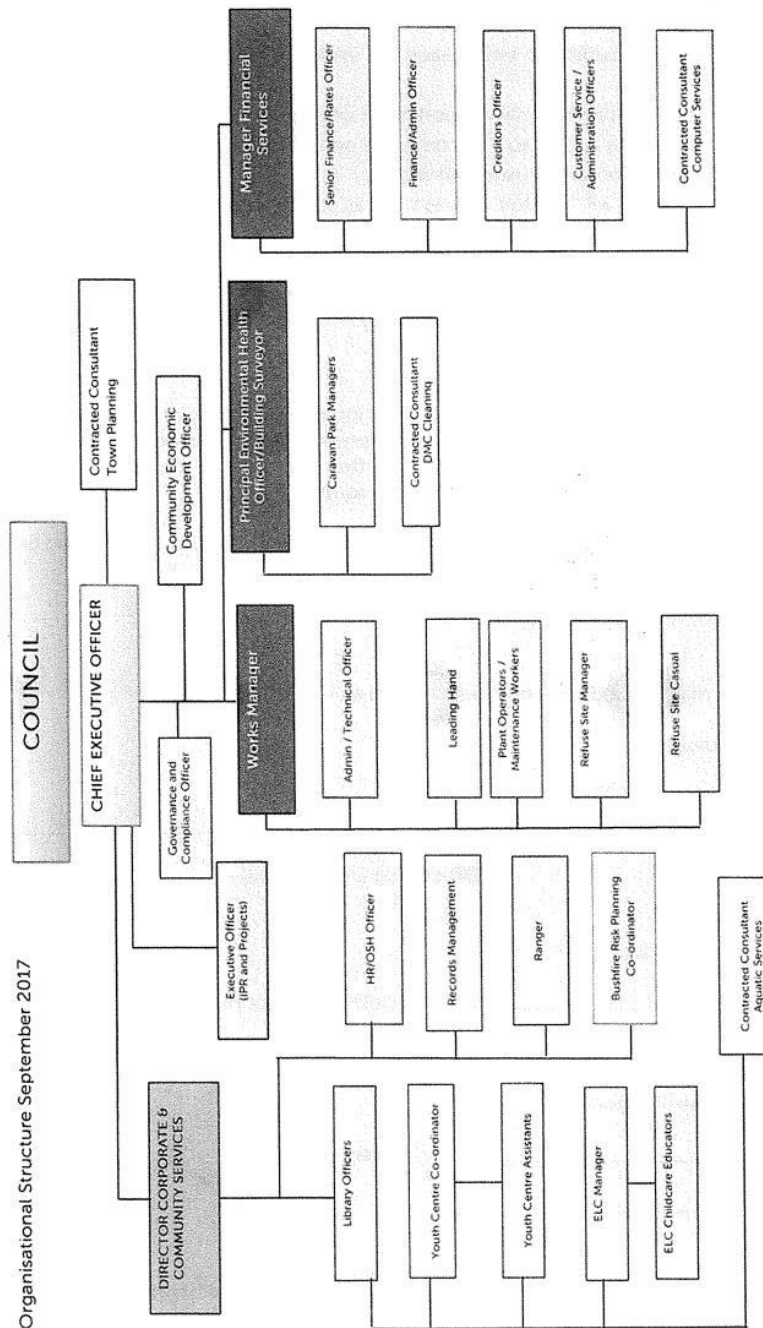 Organisational Structure September 2017
COUNCIL
CHIEF EXECUTIVE OFFICER
Contracted Consultant
Town Planning
Governance and
Compliance Officer
Community Economic
Development Officer
Executive Officer
(IPR and Projects)
DIRECTOR CORPORATE &
COMMUNITY SERVICES
Library Officers
Youth Centre Co-ordinator
Youth Centre Assistants
ELC Manager
ELC Childcare Educators
HR/OSH Officer
Records Management
Ranger
Bushfire Risk Planning
Co-ordinator
Contracted Consultant
Aquatic Services
Works Manager
Admin / Technical Officer
Leading Hand
Plant Operators /
Maintenance Workers
Refuse Site Manager
Refuse Site Casual
Principal Environmental Health
Officer/Building Surveyor
Caravan Park Managers
Contracted Consultant
DMC Cleaning
Manager Financial
Services
Senior Finance/Rates Officer
Finance/Admin Officer
Creditors Officer
Customer Service /
Administration Officers
Contracted Consultant
Computer Services